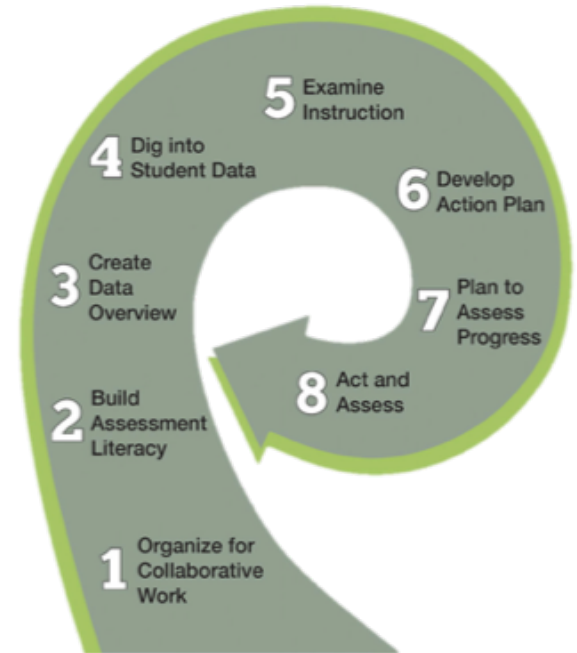 1 Organize for
Collaborative
Work
2 Build
Assessment
Literacy
3 Create
Data
Overview
4 Dig into
Student Data
5 Examine
Instruction
6 Develop
Action Plan
7 Plan to
Assess
Progress
8 Act and
Assess